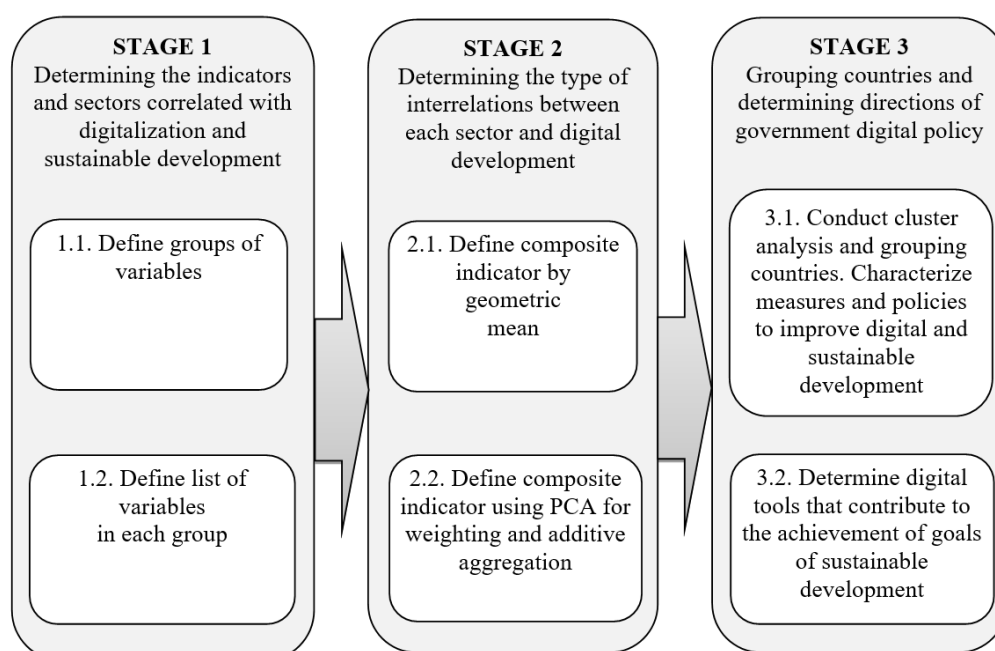 STAGE 1
Determining the indicators
and sectors correlated with
digitalization and
sustainable development
1.1. Define groups of
variables
1.2. Define list of
variables
in each group
STAGE 2
Determining the type of
interrelations between
each sector and digital
development
2.1. Define composite
indicator by
geometric
mean
2.2. Define composite
indicator using PCA for
weighting and additive
aggregation
STAGE 3
Grouping countries and
determining directions of
government digital policy
3.1. Conduct cluster
analysis and grouping
countries. Characterize
measures and policies
to improve digital and
sustainable
development
3.2. Determine digital
tools that contribute to
the achievement of goals
of sustainable
development